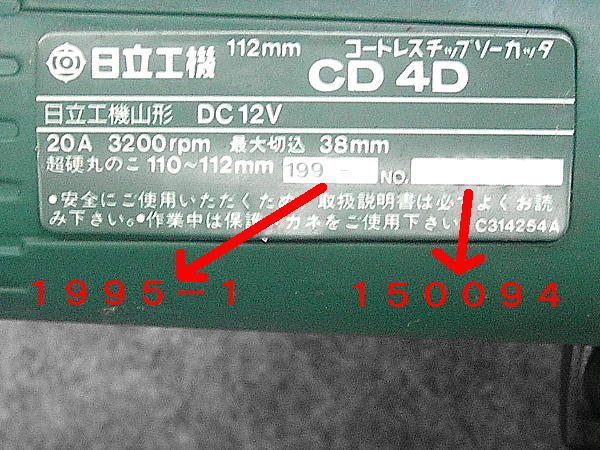 日立工機 112mm コードレスチップソーカッタ
CD 4D
日立工機山形 DC 12V
20A 3200rpm 最大切込 38mm
超硬丸のこ 110~112mm 199 NO.
•安全にご使用いただくため 取扱説明書は必 よくお読
み下さい。•作業中は保護 ガネをご使用下さい C314254A
1995-1 150094